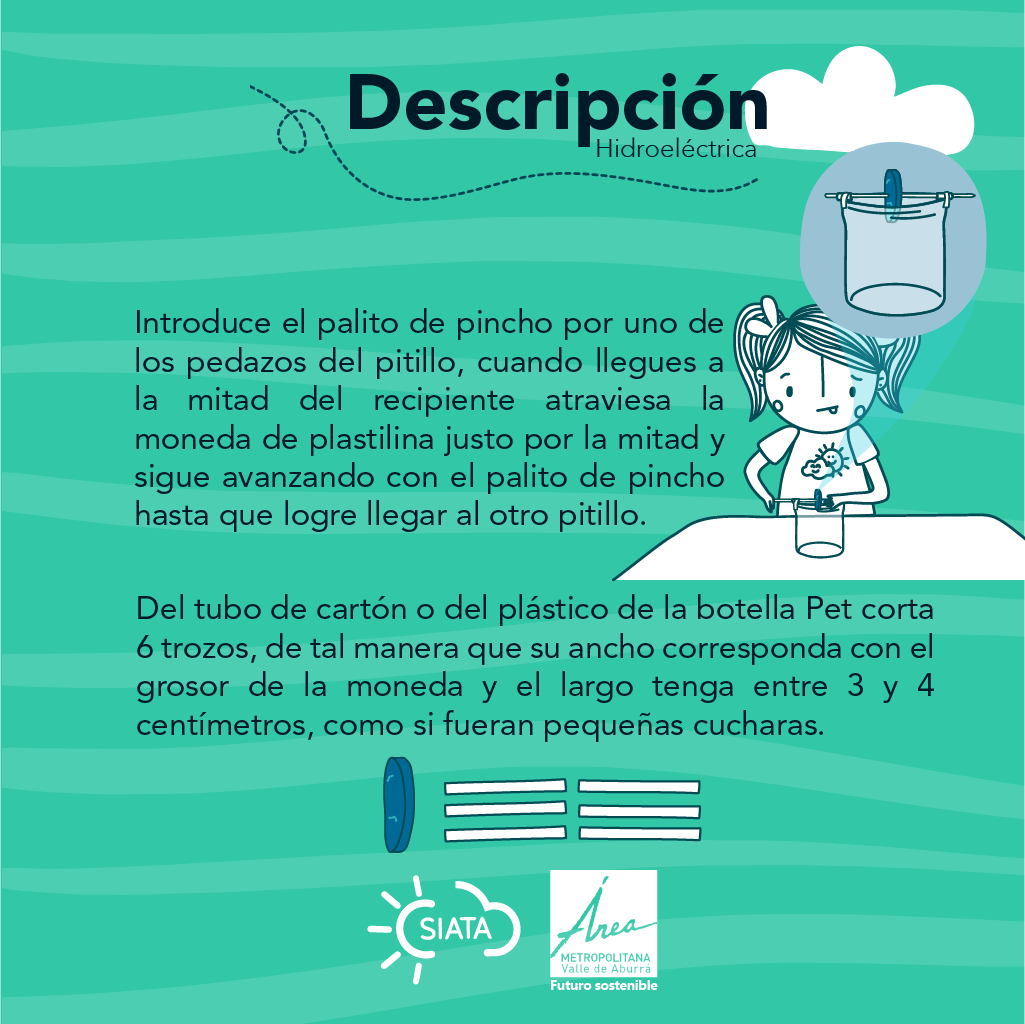 Descripción
Hidroeléctrica
Introduce el palito de pincho por uno de
los pedazos del pitillo, cuando llegues a
la mitad del recipiente atraviesa la
moneda de plastilina justo por la mitad y
sigue avanzando con el palito de pincho
hasta que logre llegar al otro pitillo.
Del tubo de cartón o del plástico de la botella Pet corta
6 trozos, de tal manera que su ancho corresponda con el
grosor de la moneda y el largo tenga entre 3 y 4
centímetros, como si fueran pequeñas cucharas.
SIATA
Área
METROPOLITANA
Valle de Aburrá
Futuro sostenible